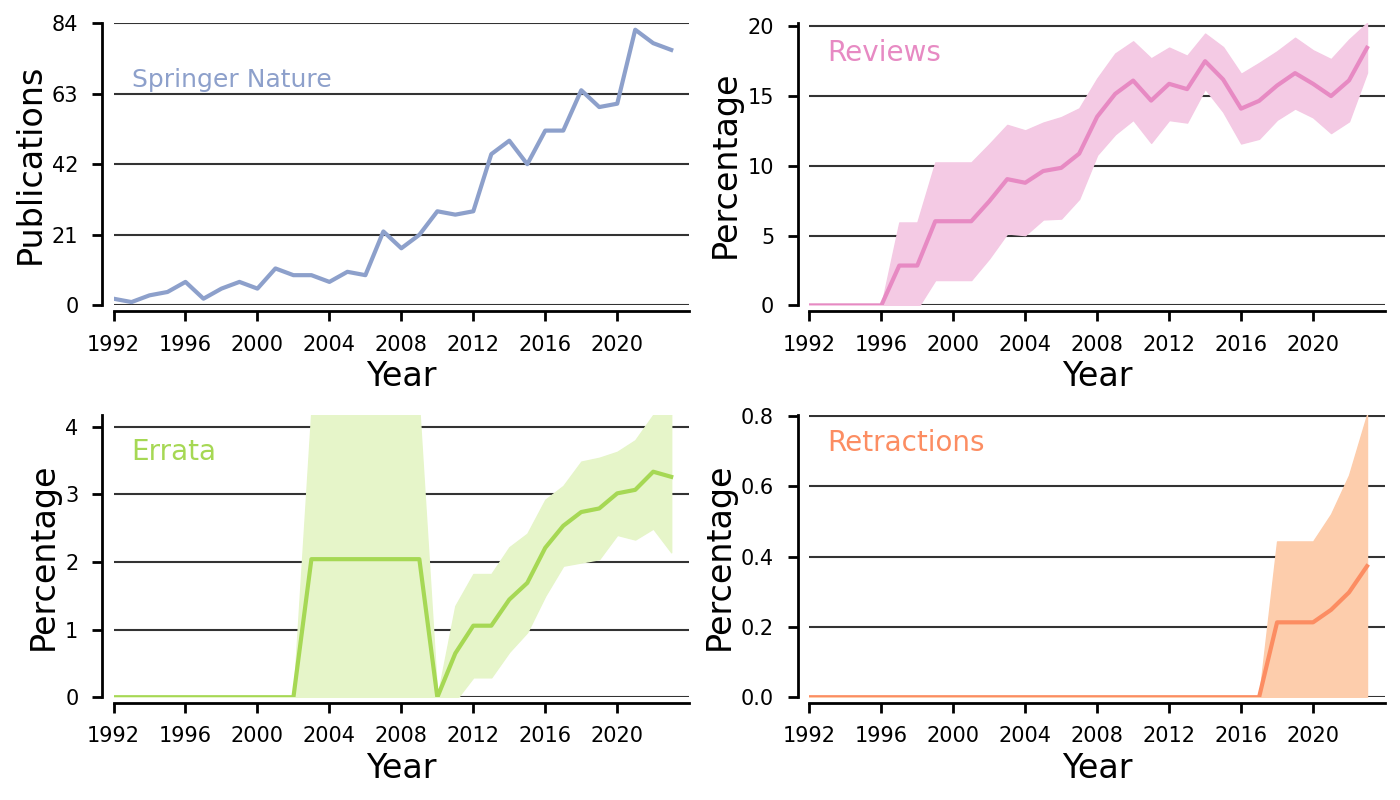 Springer Nature
Publications
84
63
42
21
0
1992 1996 2000 2004 2008 2012 2016 2020
Year
Reviews
Percentage
20
15
10
5
0
1992 1996 2000 2004 2008 2012 2016 2020
Year
Errata
Percentage
4
3
2
1
0
1992 1996 2000 2004 2008 2012 2016 2020
Year
Retractions
Percentage
0.8
0.6
0.4
0.2
0.0
1992 1996 2000 2004 2008 2012 2016 2020
Year